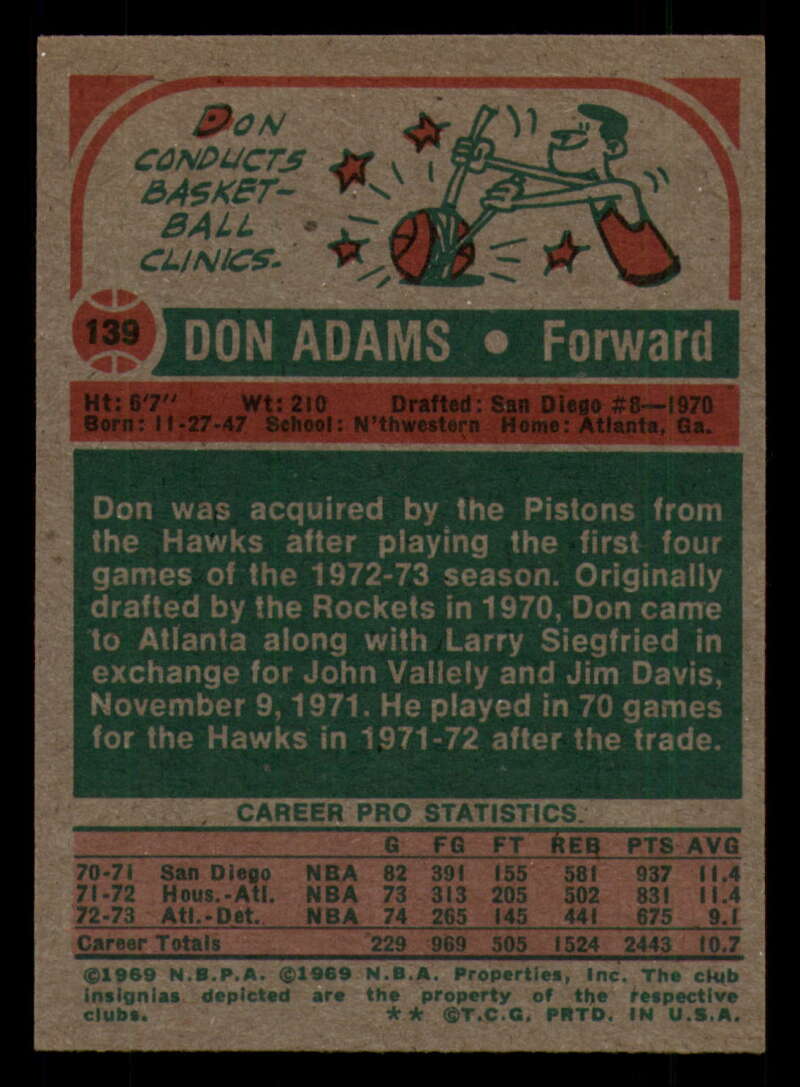 DON
CONDUCTS
BASKET-
BALL
CLINICS.
139
DON ADAMS • Forward
Ht: 6'7" Wt: 210 Drafted: San Diego #8—1970
Born: 11-27-47 School: N'thwestern Home: Atlanta, Ga.
Don was acquired by the Pistons from
the Hawks after playing the first four
games of the 1972-73 season. Originally
drafted by the Rockets in 1970, Don came
to Atlanta along with Larry Siegfried in
exchange for John Vallely and Jim Davis,
November 9, 1971. He played in 70 games
for the Hawks in 1971-72 after the trade.
CAREER PRO STATISTICS
G FG FT REB PTS AVG
70-71 San Diego NBA 82 391 155 581 937 11.4
71-72 Hous.-Atl. NBA 73 313 205 502 831 11.4
72-73 Atl.-Det. NBA 74 265 145 441 675 9.1
Career Totals 229 969 505 1524 2443 10.7
©1969 N.B.P.A. ©1969 N.B.A. Properties, Inc. The club
insignias depicted are the property of the respective
clubs. ** ©T.C.G. PRTD. IN U.S.A.